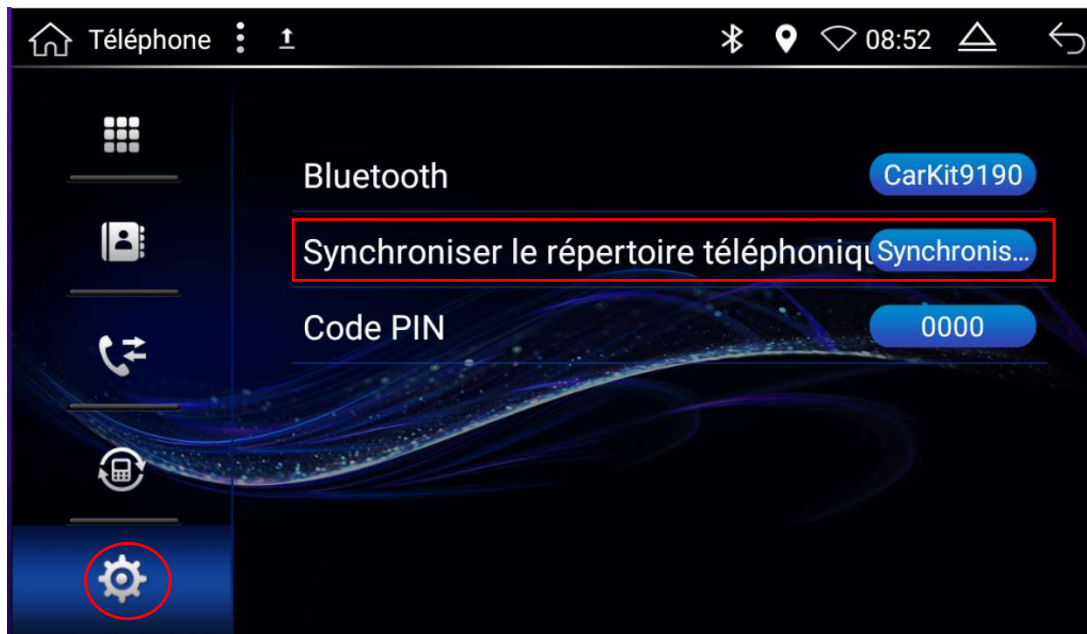 Téléphone 08:52
Bluetooth CarKit9190
Synchroniser le répertoire téléphoniqu Synchronis...
Code PIN 0000